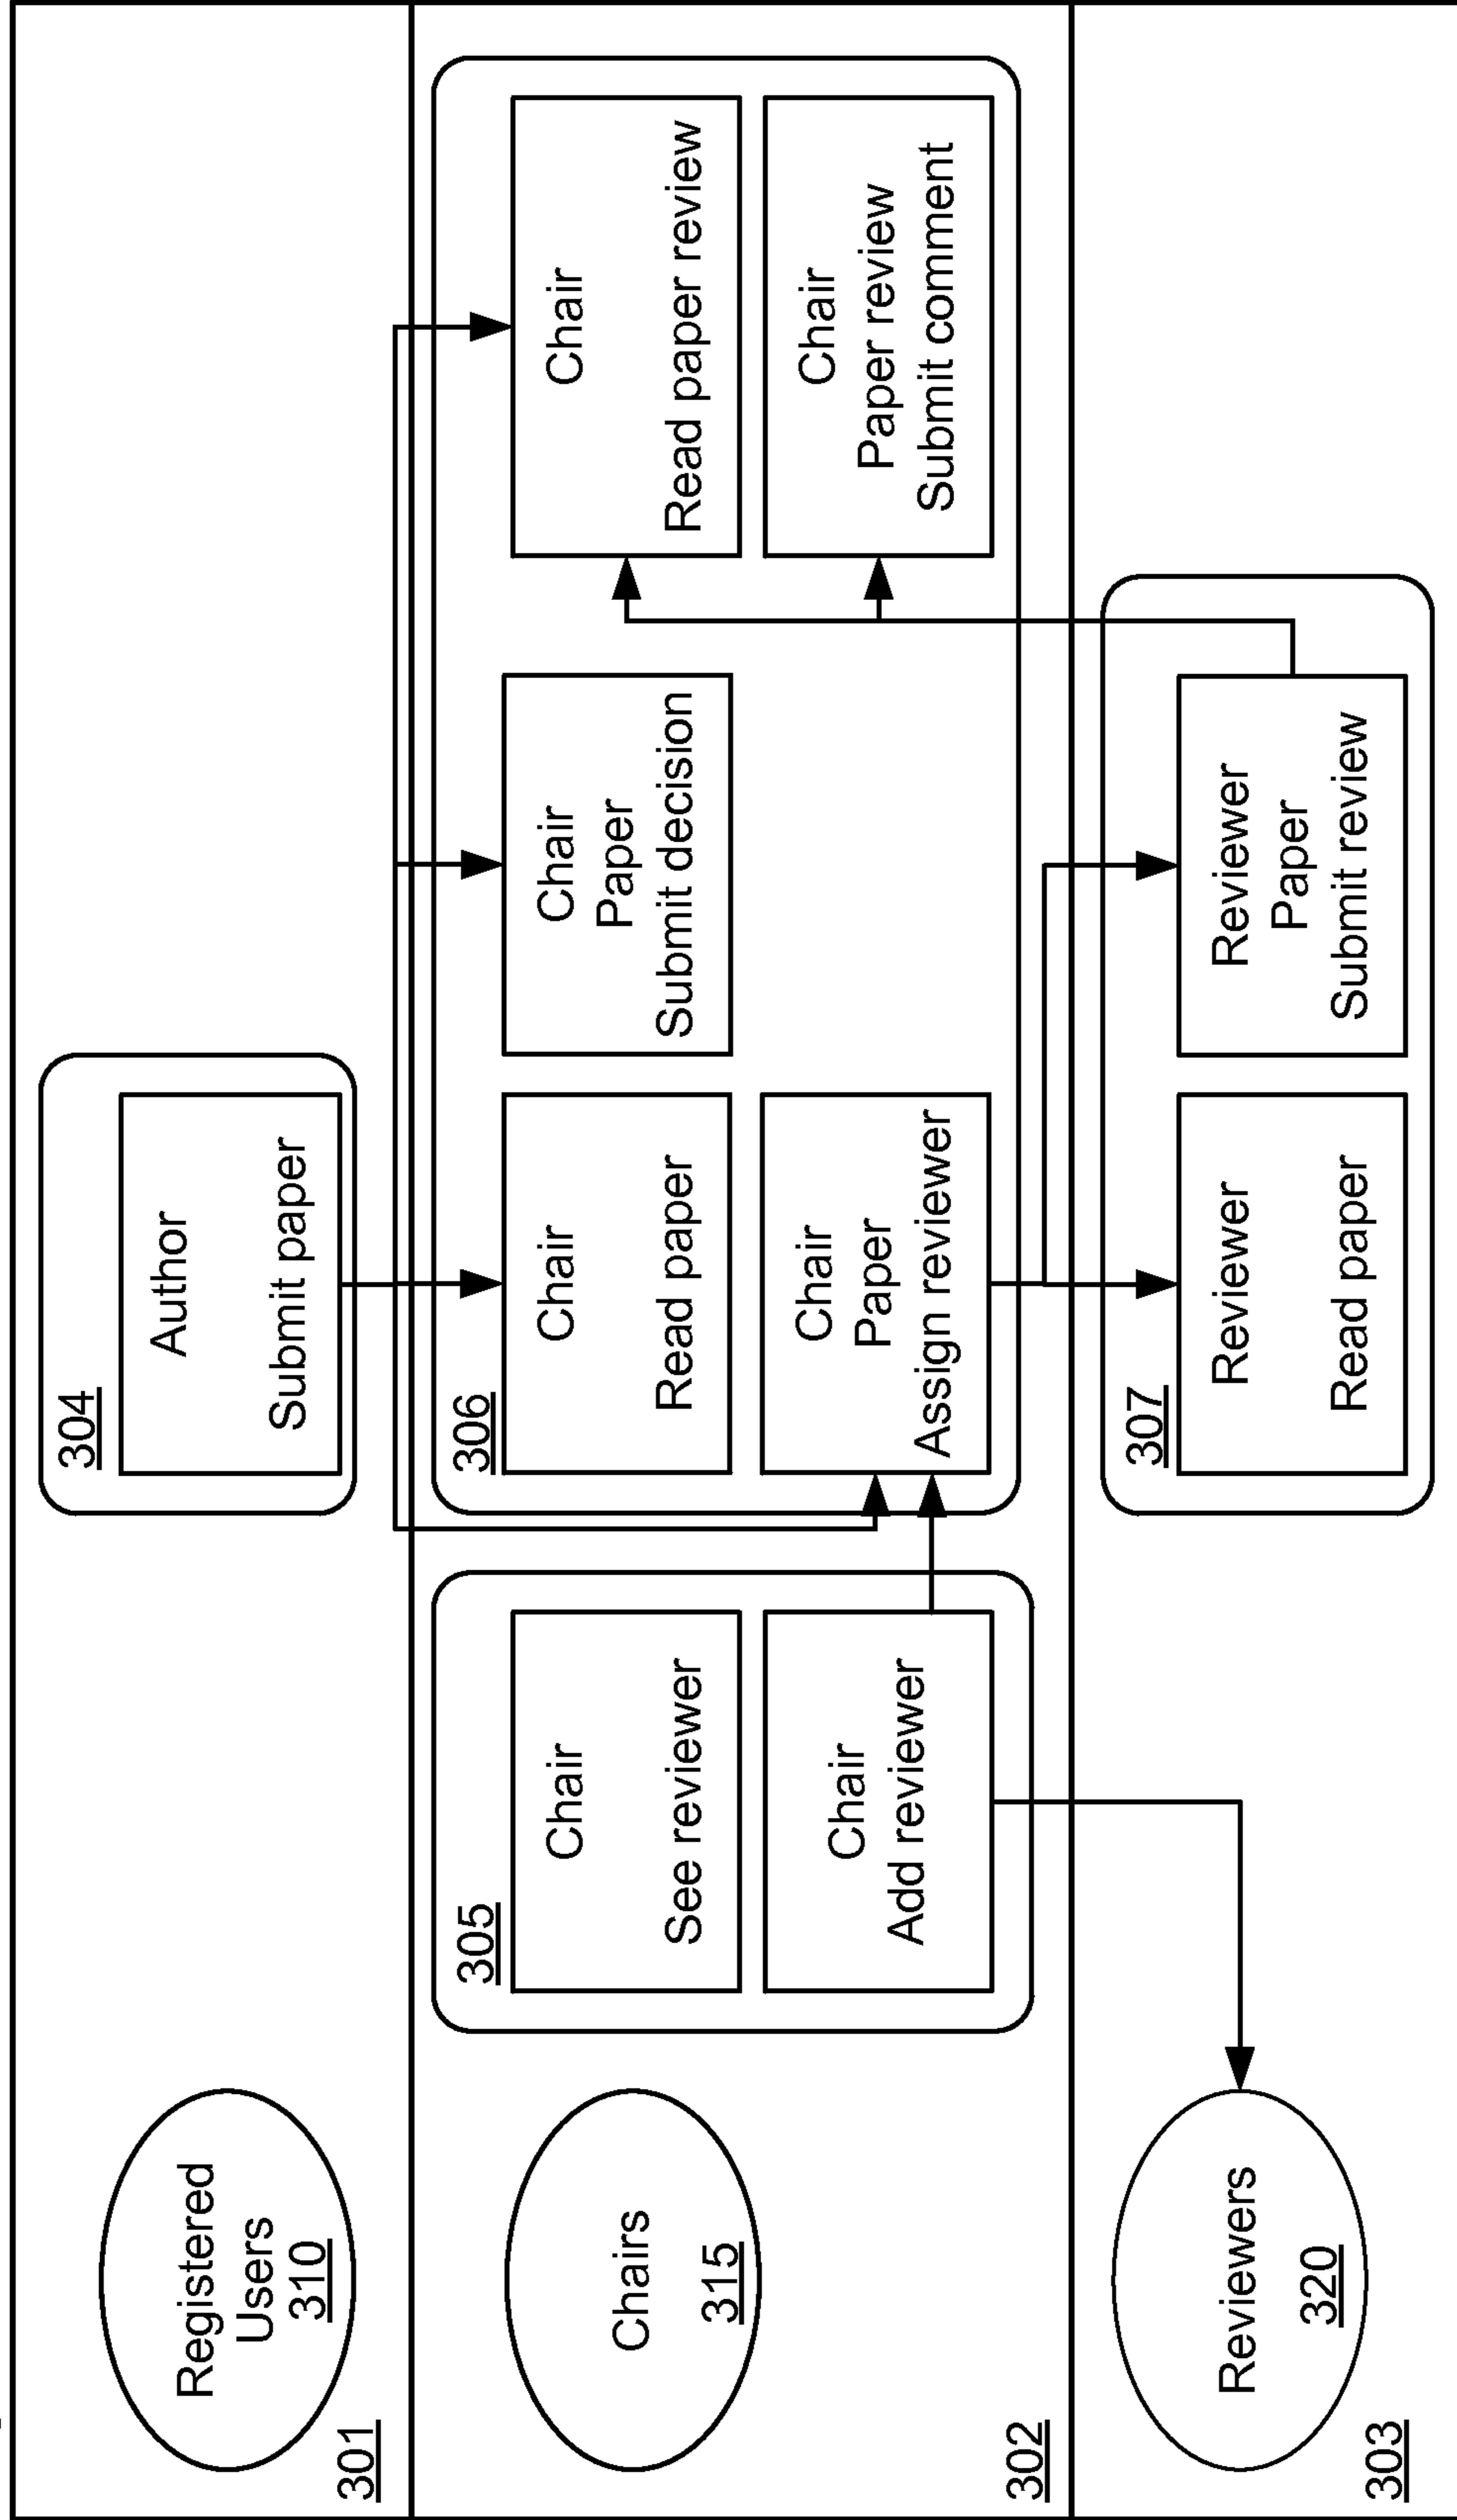 Registered
Users
310
301
304
Author
Submit paper
Chairs
315
302
305
Chair
See reviewer
Chair
Add reviewer
306
Chair
Read paper
Chair
Paper
Submit decision
Chair
Read paper review
Chair
Paper
Assign reviewer
Chair
Paper review
Submit comment
Reviewers
320
303
307
Reviewer
Read paper
Reviewer
Paper
Submit review